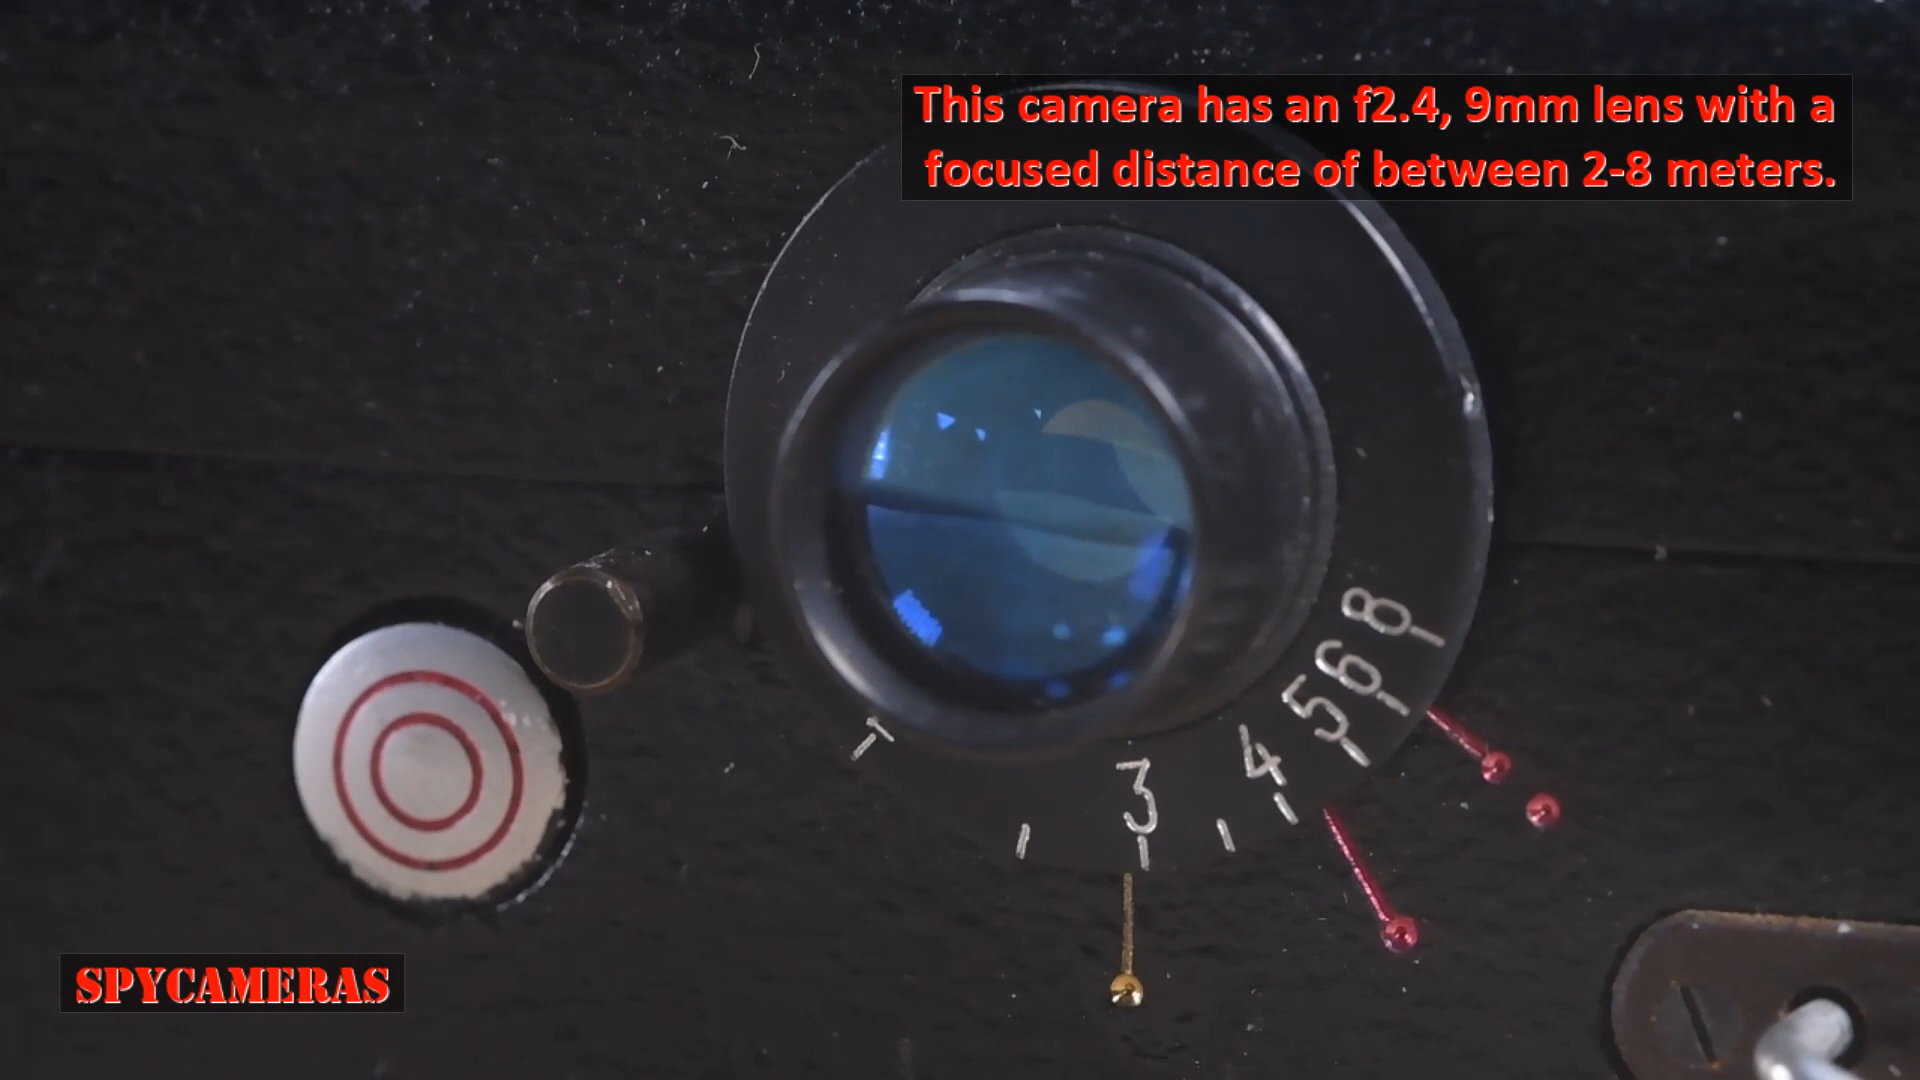 This camera has an f2.4, 9mm lens with a
focused distance of between 2-8 meters.
8
6
5
4
3
SPYCAMERAS